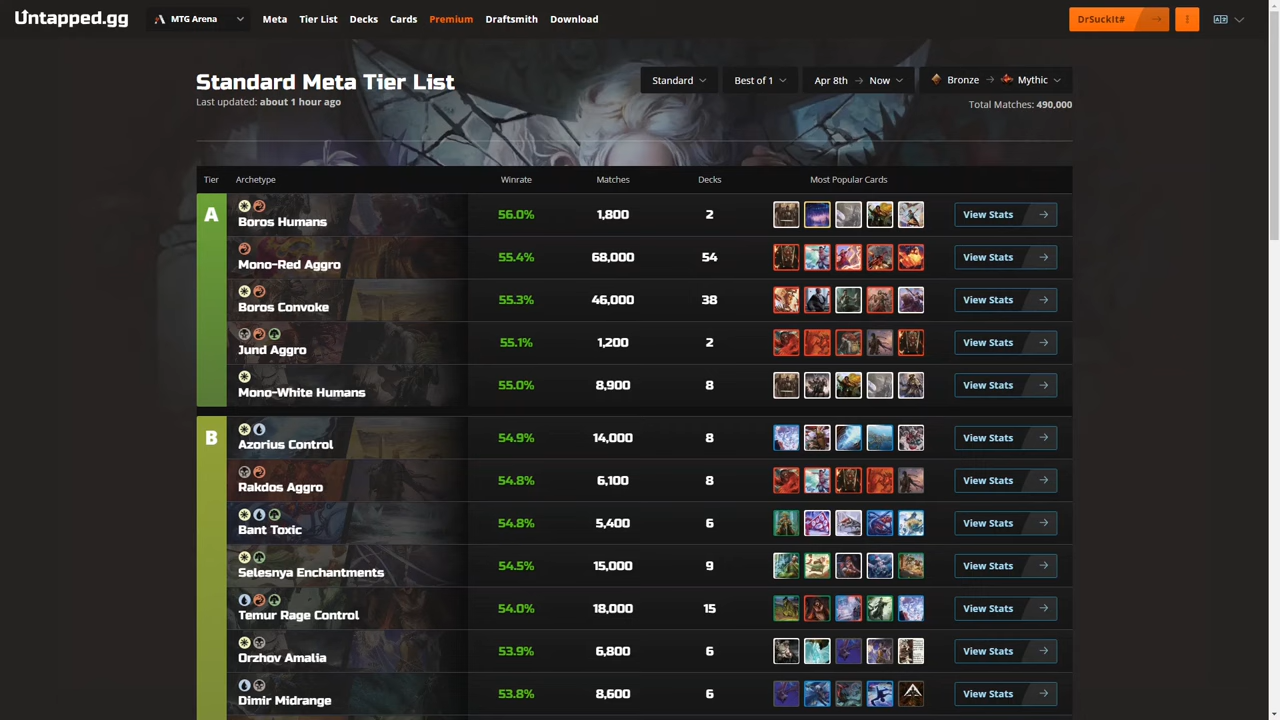 Untapped.gg MTG Arena Meta Tier List Decks Cards Premium Draftsmith Download DrSuckIt#
Standard Meta Tier List Standard Best of 1 Apr 8th Now Bronze Mythic
Last updated: about 1 hour ago Total Matches: 490,000
Tier Archetype Winrate Matches Decks Most Popular Cards
A Boros Humans 56.0% 1,800 2 View Stats
Mono-Red Aggro 55.4% 68,000 54 View Stats
Boros Convoke 55.3% 46,000 38 View Stats
Jund Aggro 55.1% 1,200 2 View Stats
Mono-White Humans 55.0% 8,900 8 View Stats
B Azorius Control 54.9% 14,000 8 View Stats
Rakdos Aggro 54.8% 6,100 8 View Stats
Bant Toxic 54.8% 5,400 6 View Stats
Selesnya Enchantments 54.5% 15,000 9 View Stats
Temur Rage Control 54.0% 18,000 15 View Stats
Orzhov Amalia 53.9% 6,800 6 View Stats
Dimir Midrange 53.8% 8,600 6 View Stats